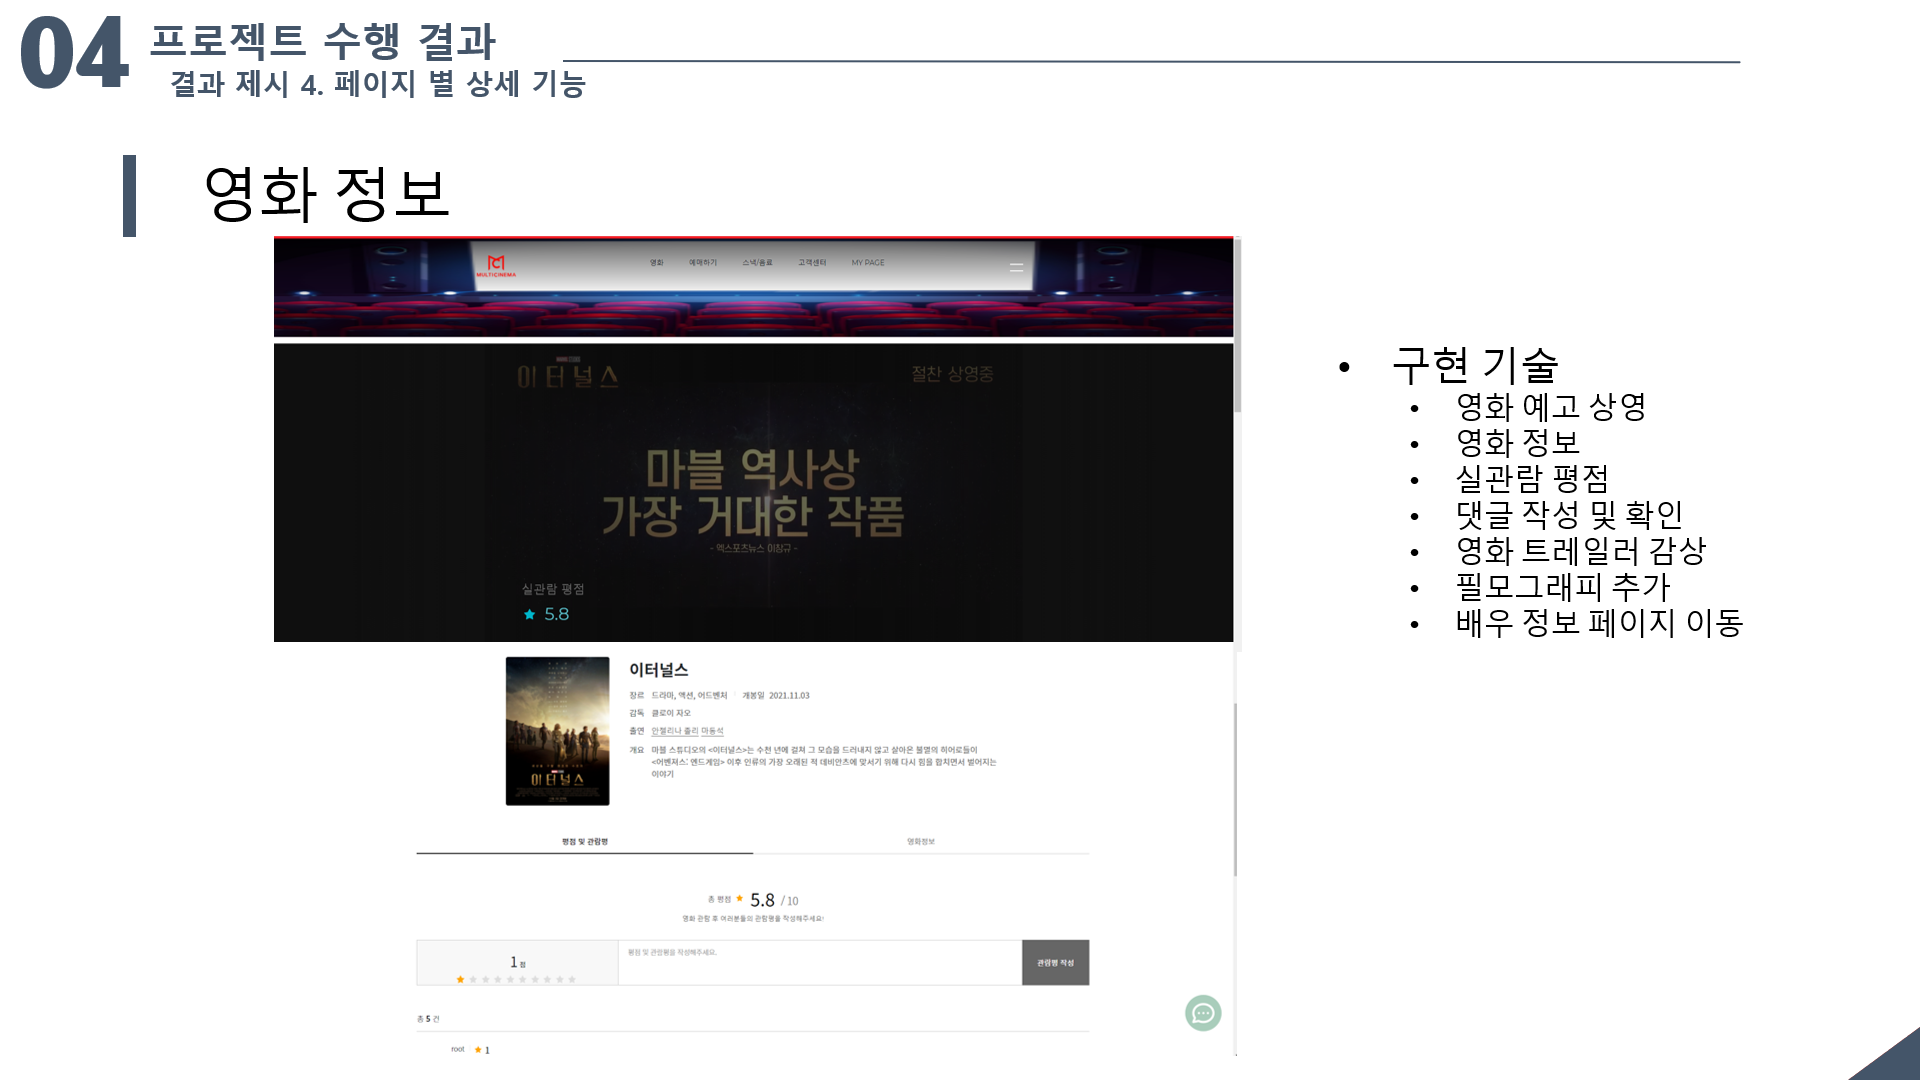 04
프로젝트 수행 결과
결과 제시 4. 페이지 별 상세 기능
영화 정보
MULTICINEMA
영화 예매하기 스낵/음료 고객센터 MY PAGE
이터널스
절찬 상영중
마블 역사상
가장 거대한 작품
- 엑스포츠뉴스 이창규 -
실관람 평점
★ 5.8
이터널스
이터널스
장르 드라마, 액션, 어드벤처 개봉일 2021.11.03
감독 클로이 자오
출연 안젤리나 졸리 마동석
개요 마블 스튜디오의 <이터널스>는 수천 년에 걸쳐 그 모습을 드러내지 않고 살아온 불멸의 히어로들이
<어벤져스: 엔드게임> 이후 인류의 가장 오래된 적 데비안츠에 맞서기 위해 다시 힘을 합치면서 벌어지는
이야기
평점 및 관람평 영화정보
총 평점 ★ 5.8 / 10
영화 관람 후 여러분들의 관람평을 작성해주세요!
1 점
평점 및 관람평을 작성해주세요.
관람평 작성
총 5 건
root ★ 1
• 구현 기술
• 영화 예고 상영
• 영화 정보
• 실관람 평점
• 댓글 작성 및 확인
• 영화 트레일러 감상
• 필모그래피 추가
• 배우 정보 페이지 이동